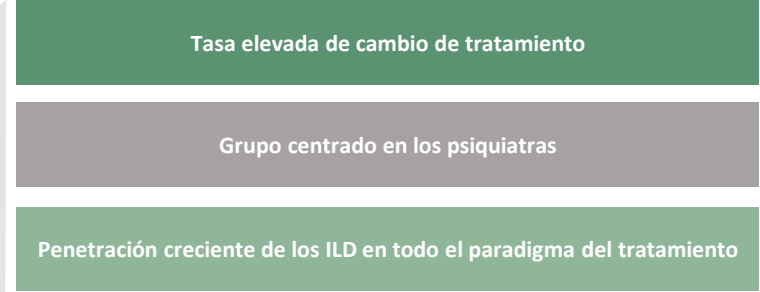 Tasa elevada de cambio de tratamiento
Grupo centrado en los psiquiatras
Penetración creciente de los ILD en todo el paradigma del tratamiento